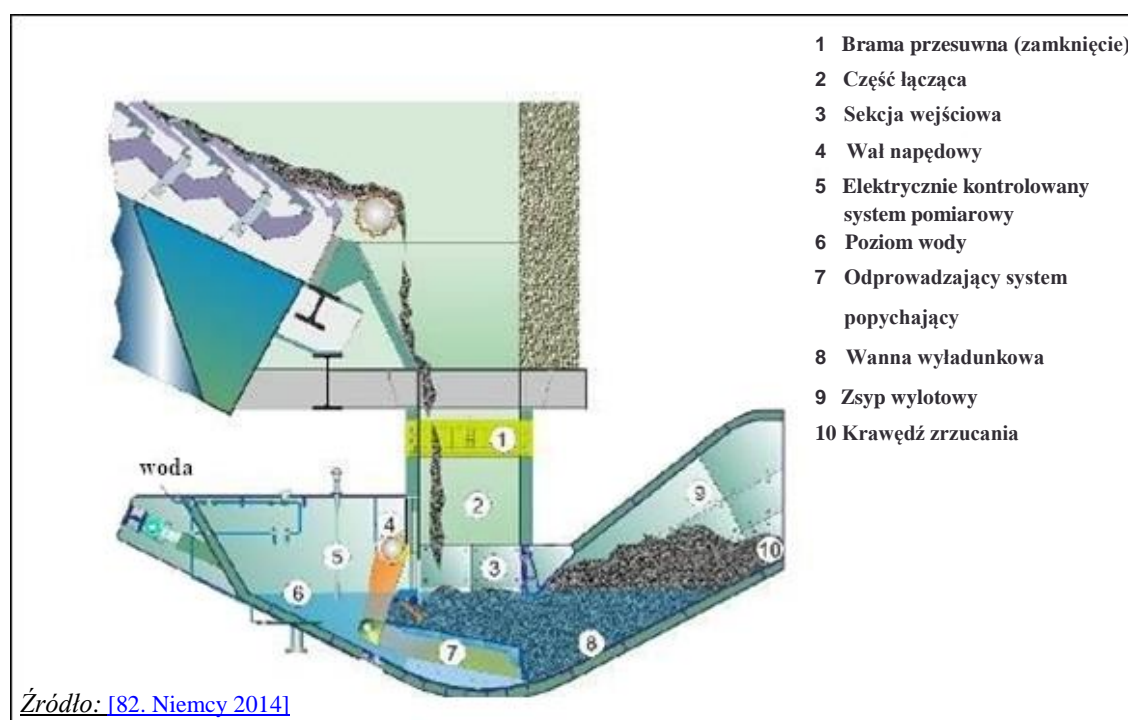 1 Brama przesuwna (zamknięcie)
2 Część łącząca
3 Sekcja wejściowa
4 Wał napędowy
5 Elektrycznie kontrolowany
system pomiarowy
6 Poziom wody
7 Odprowadzający system
popychający
8 Wanna wyładunkowa
9 Zsyp wylotowy
10 Krawędź zrzucania
1
woda
2
4
9
5
3
10
6
7
8
Źródło: [82. Niemcy 2014]